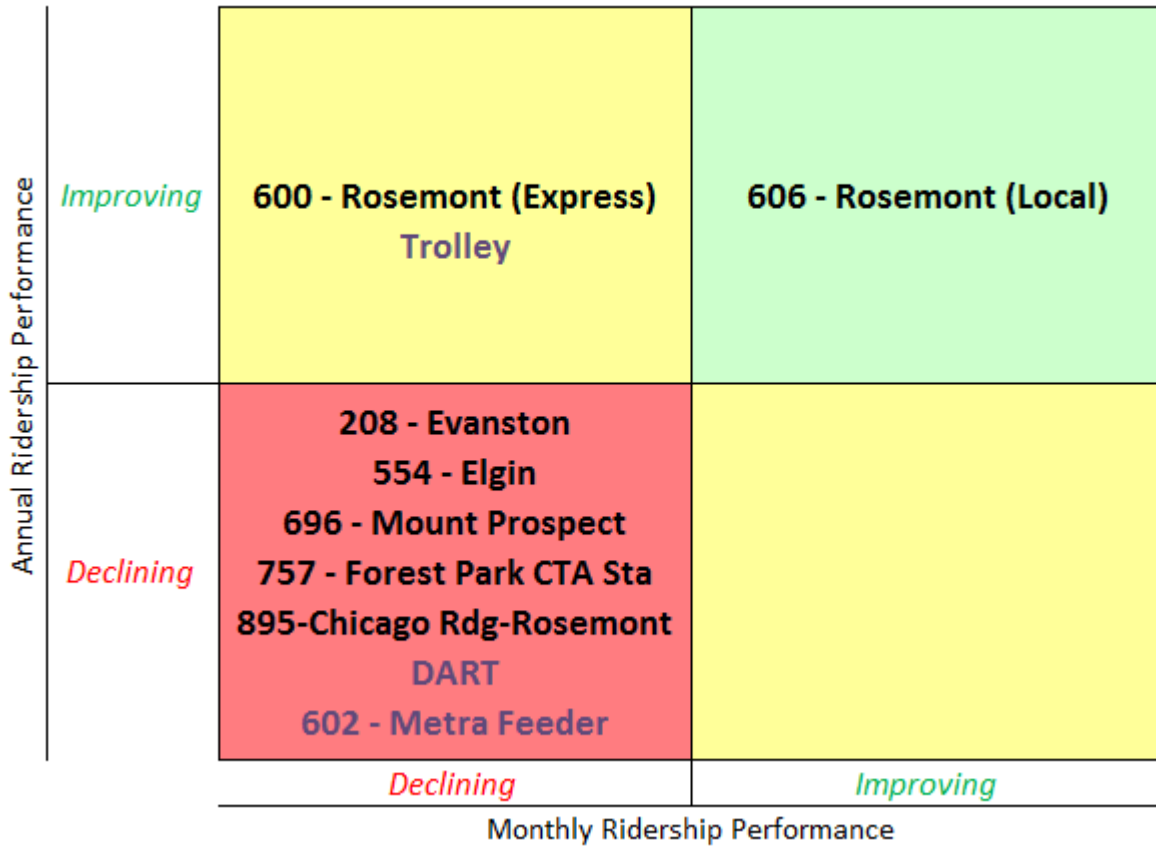 Annual Ridership Performance
Improving
600 - Rosemont (Express)
Trolley
606 - Rosemont (Local)
Declining
208 - Evanston
554 - Elgin
696 - Mount Prospect
757 - Forest Park CTA Sta
895-Chicago Rdg-Rosemont
DART
602 - Metra Feeder
Declining
Improving
Monthly Ridership Performance